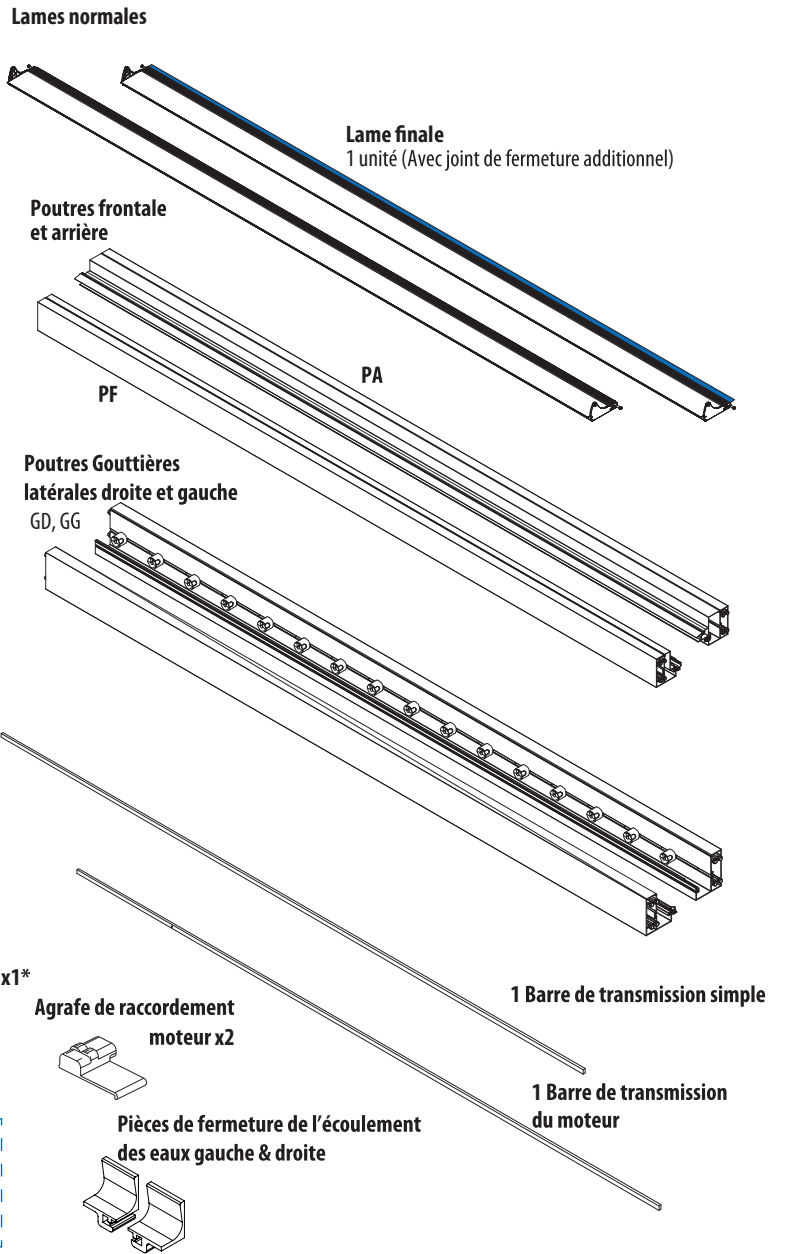 Lames normales
Lame finale
1 unité (Avec joint de fermeture additionnel)
Poutres frontale
et arrière
PA
PF
Poutres Gouttières
latérales droite et gauche
GD, GG
x1*
Agrafe de raccordement
moteur x2
1 Barre de transmission simple
1 Barre de transmission
du moteur
Pièces de fermeture de l’écoulement
des eaux gauche & droite